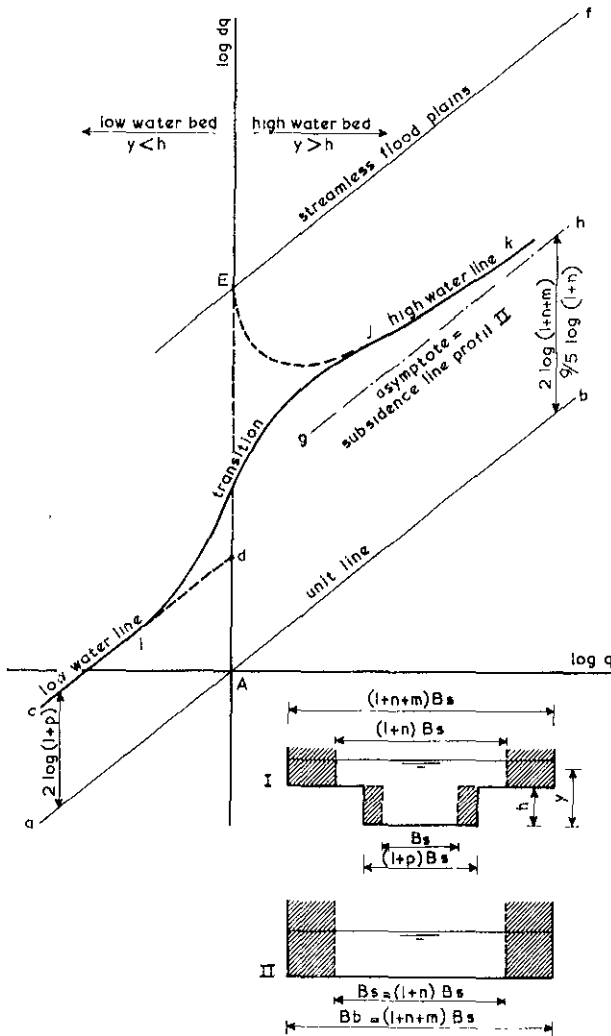 log dq
f
low water bed
y < h
high water bed
y > h
streamless flood plains
E
k
h
high water line
j
2 log (1+n+m)
9/5 log (1+n)
asymptote =
subsidence line profil II
g
b
transition
d
unit line
low water line
i
log q
A
c
2 log (1+p)
a
(1+n+m)Bs
(1+n) Bs
I
h
y
Bs
(1+p)Bs
II
Bs=(1+n) Bs
Bb=(1+n+m)Bs